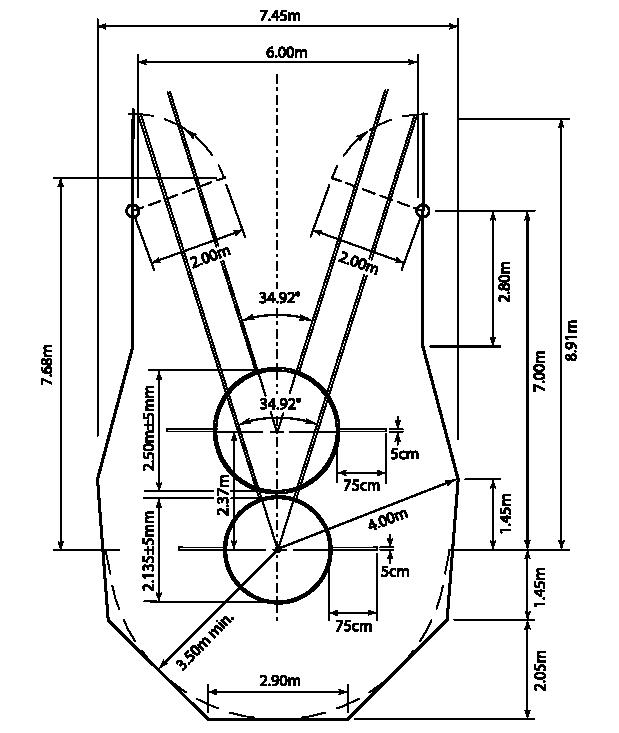 7.45m
6.00m
2.00m
2.00m
2.80m
34.92°
8.91m
7.00m
7.68m
34.92°
2.50m±5mm
5cm
75cm
2.37m
4.00m
1.45m
2.135±5mm
5cm
1.45m
75cm
3.50m min.
2.90m
2.05m